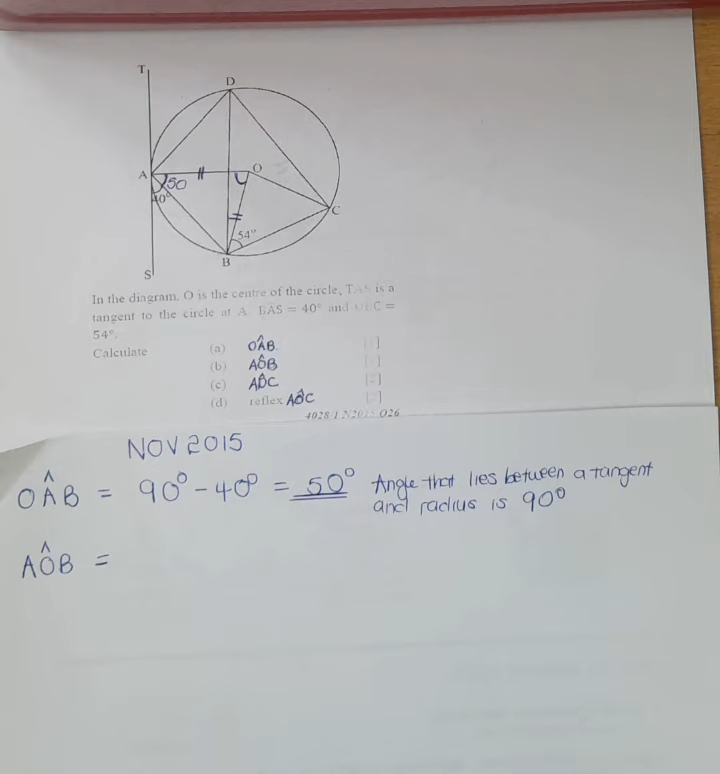 T
D
A
50
O
40°
C
54°
B
S
In the diagram, O is the centre of the circle, TAS is a
tangent to the circle at A. BÂS = 40° and C =
54°.
Calculate
(a) OÂB.
(b) AÔB
(c) AD̂C
(d) reflex AÔC
NOV 2015
OÂB = 90° - 40° = 50° Angle that lies between a tangent
and radius is 90°
AÔB =